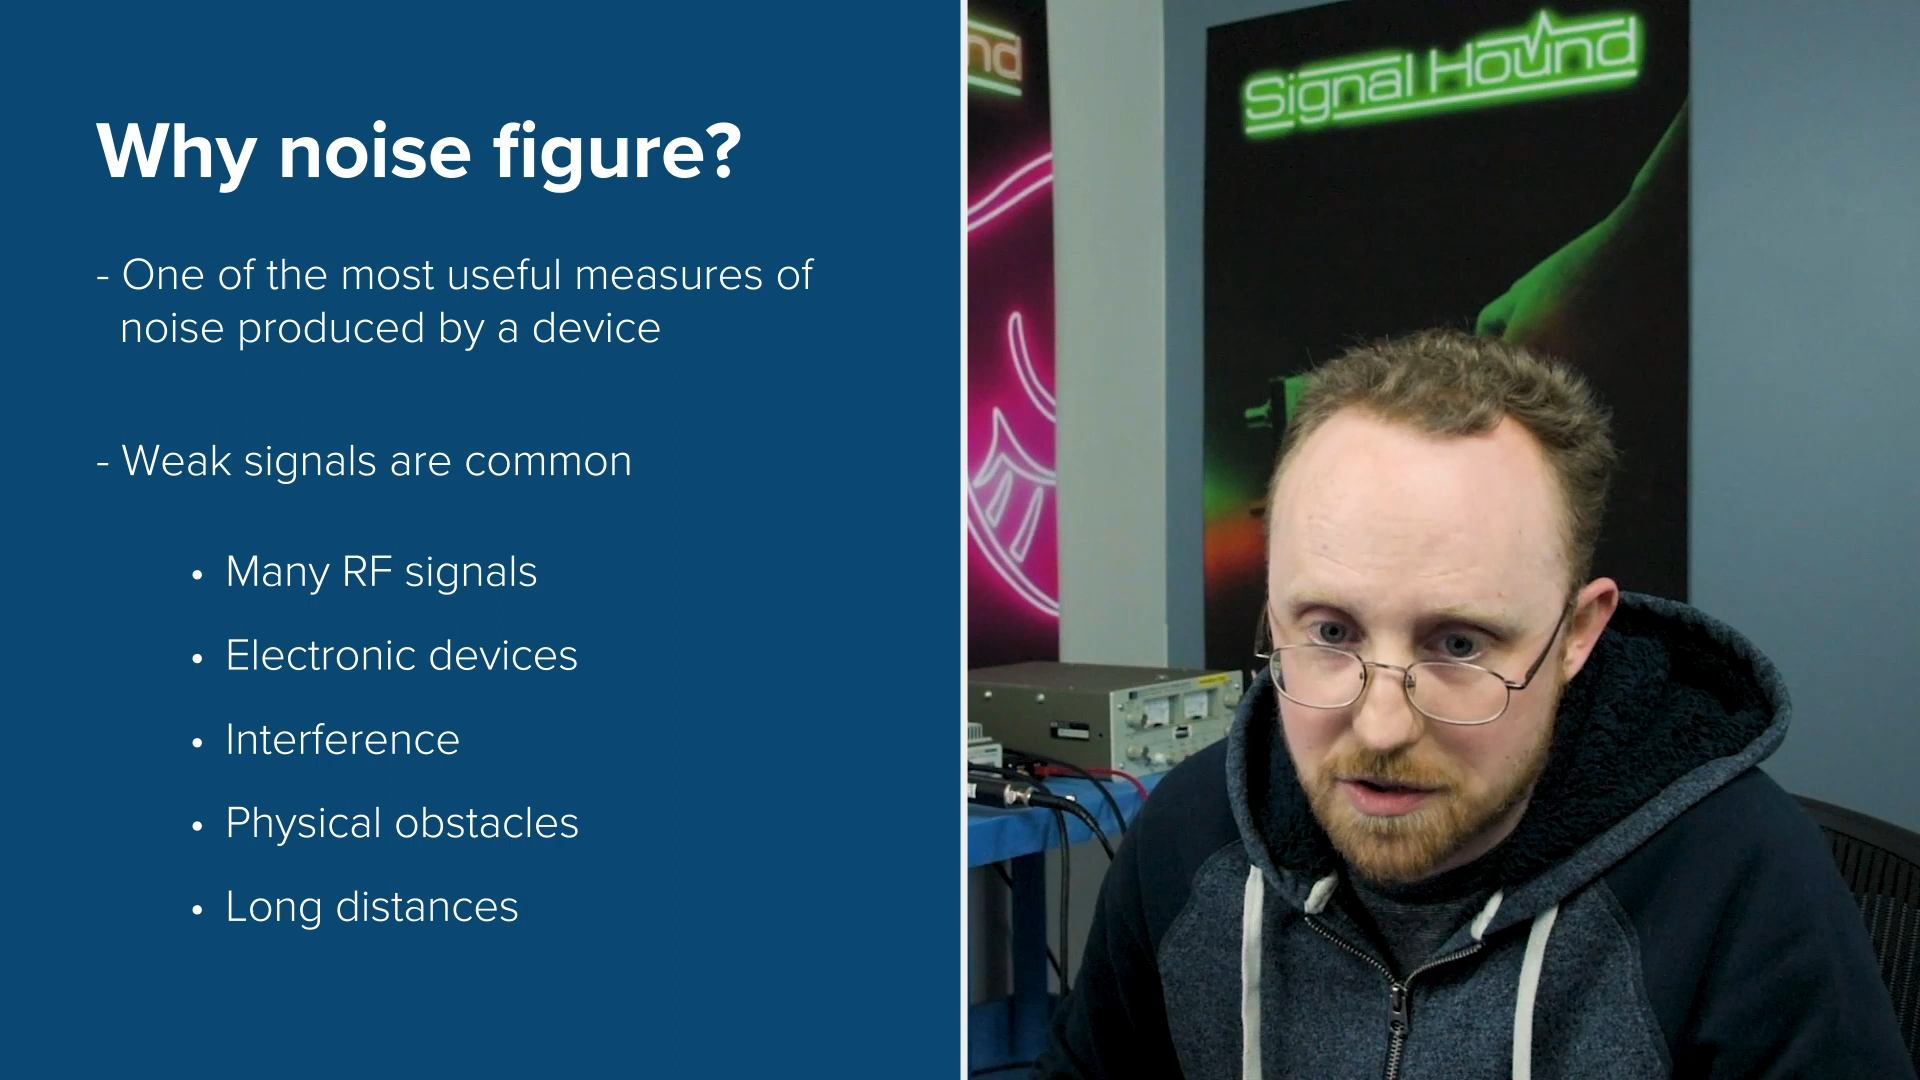 Why noise figure?
- One of the most useful measures of
noise produced by a device
- Weak signals are common
• Many RF signals
• Electronic devices
• Interference
• Physical obstacles
• Long distances
nd
Signal Hound